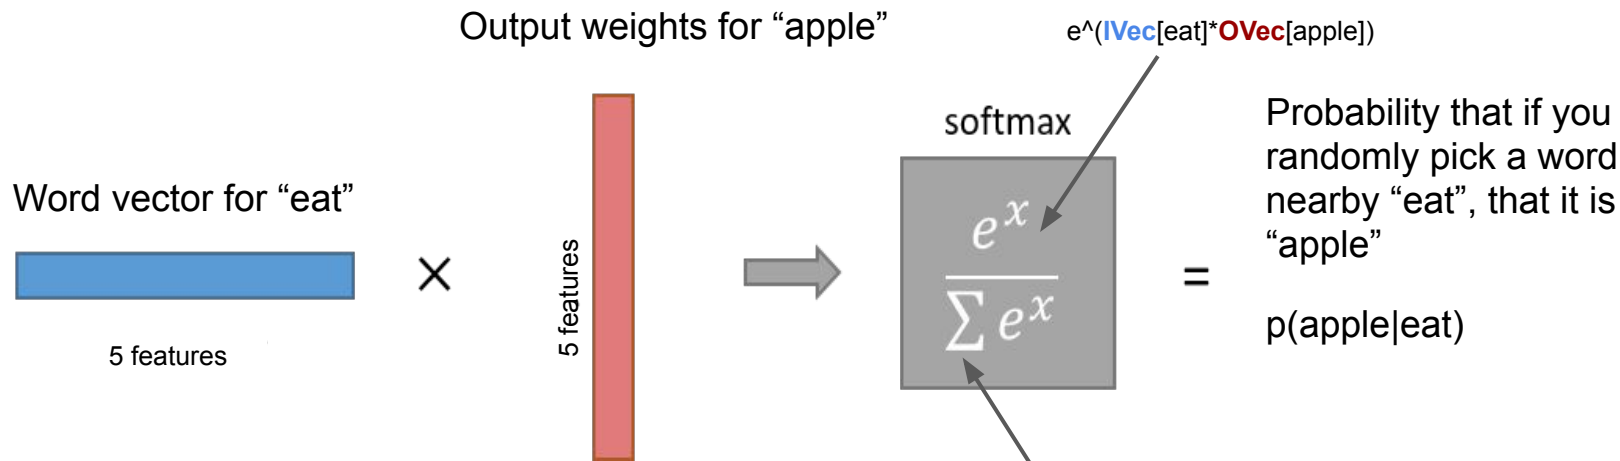 Output weights for “apple”
e^(IVec[eat]*OVec[apple])
softmax
Probability that if you
randomly pick a word
nearby “eat”, that it is
“apple”
Word vector for “eat”
×
5 features
e^x
∑ e^x
=
5 features
p(apple|eat)